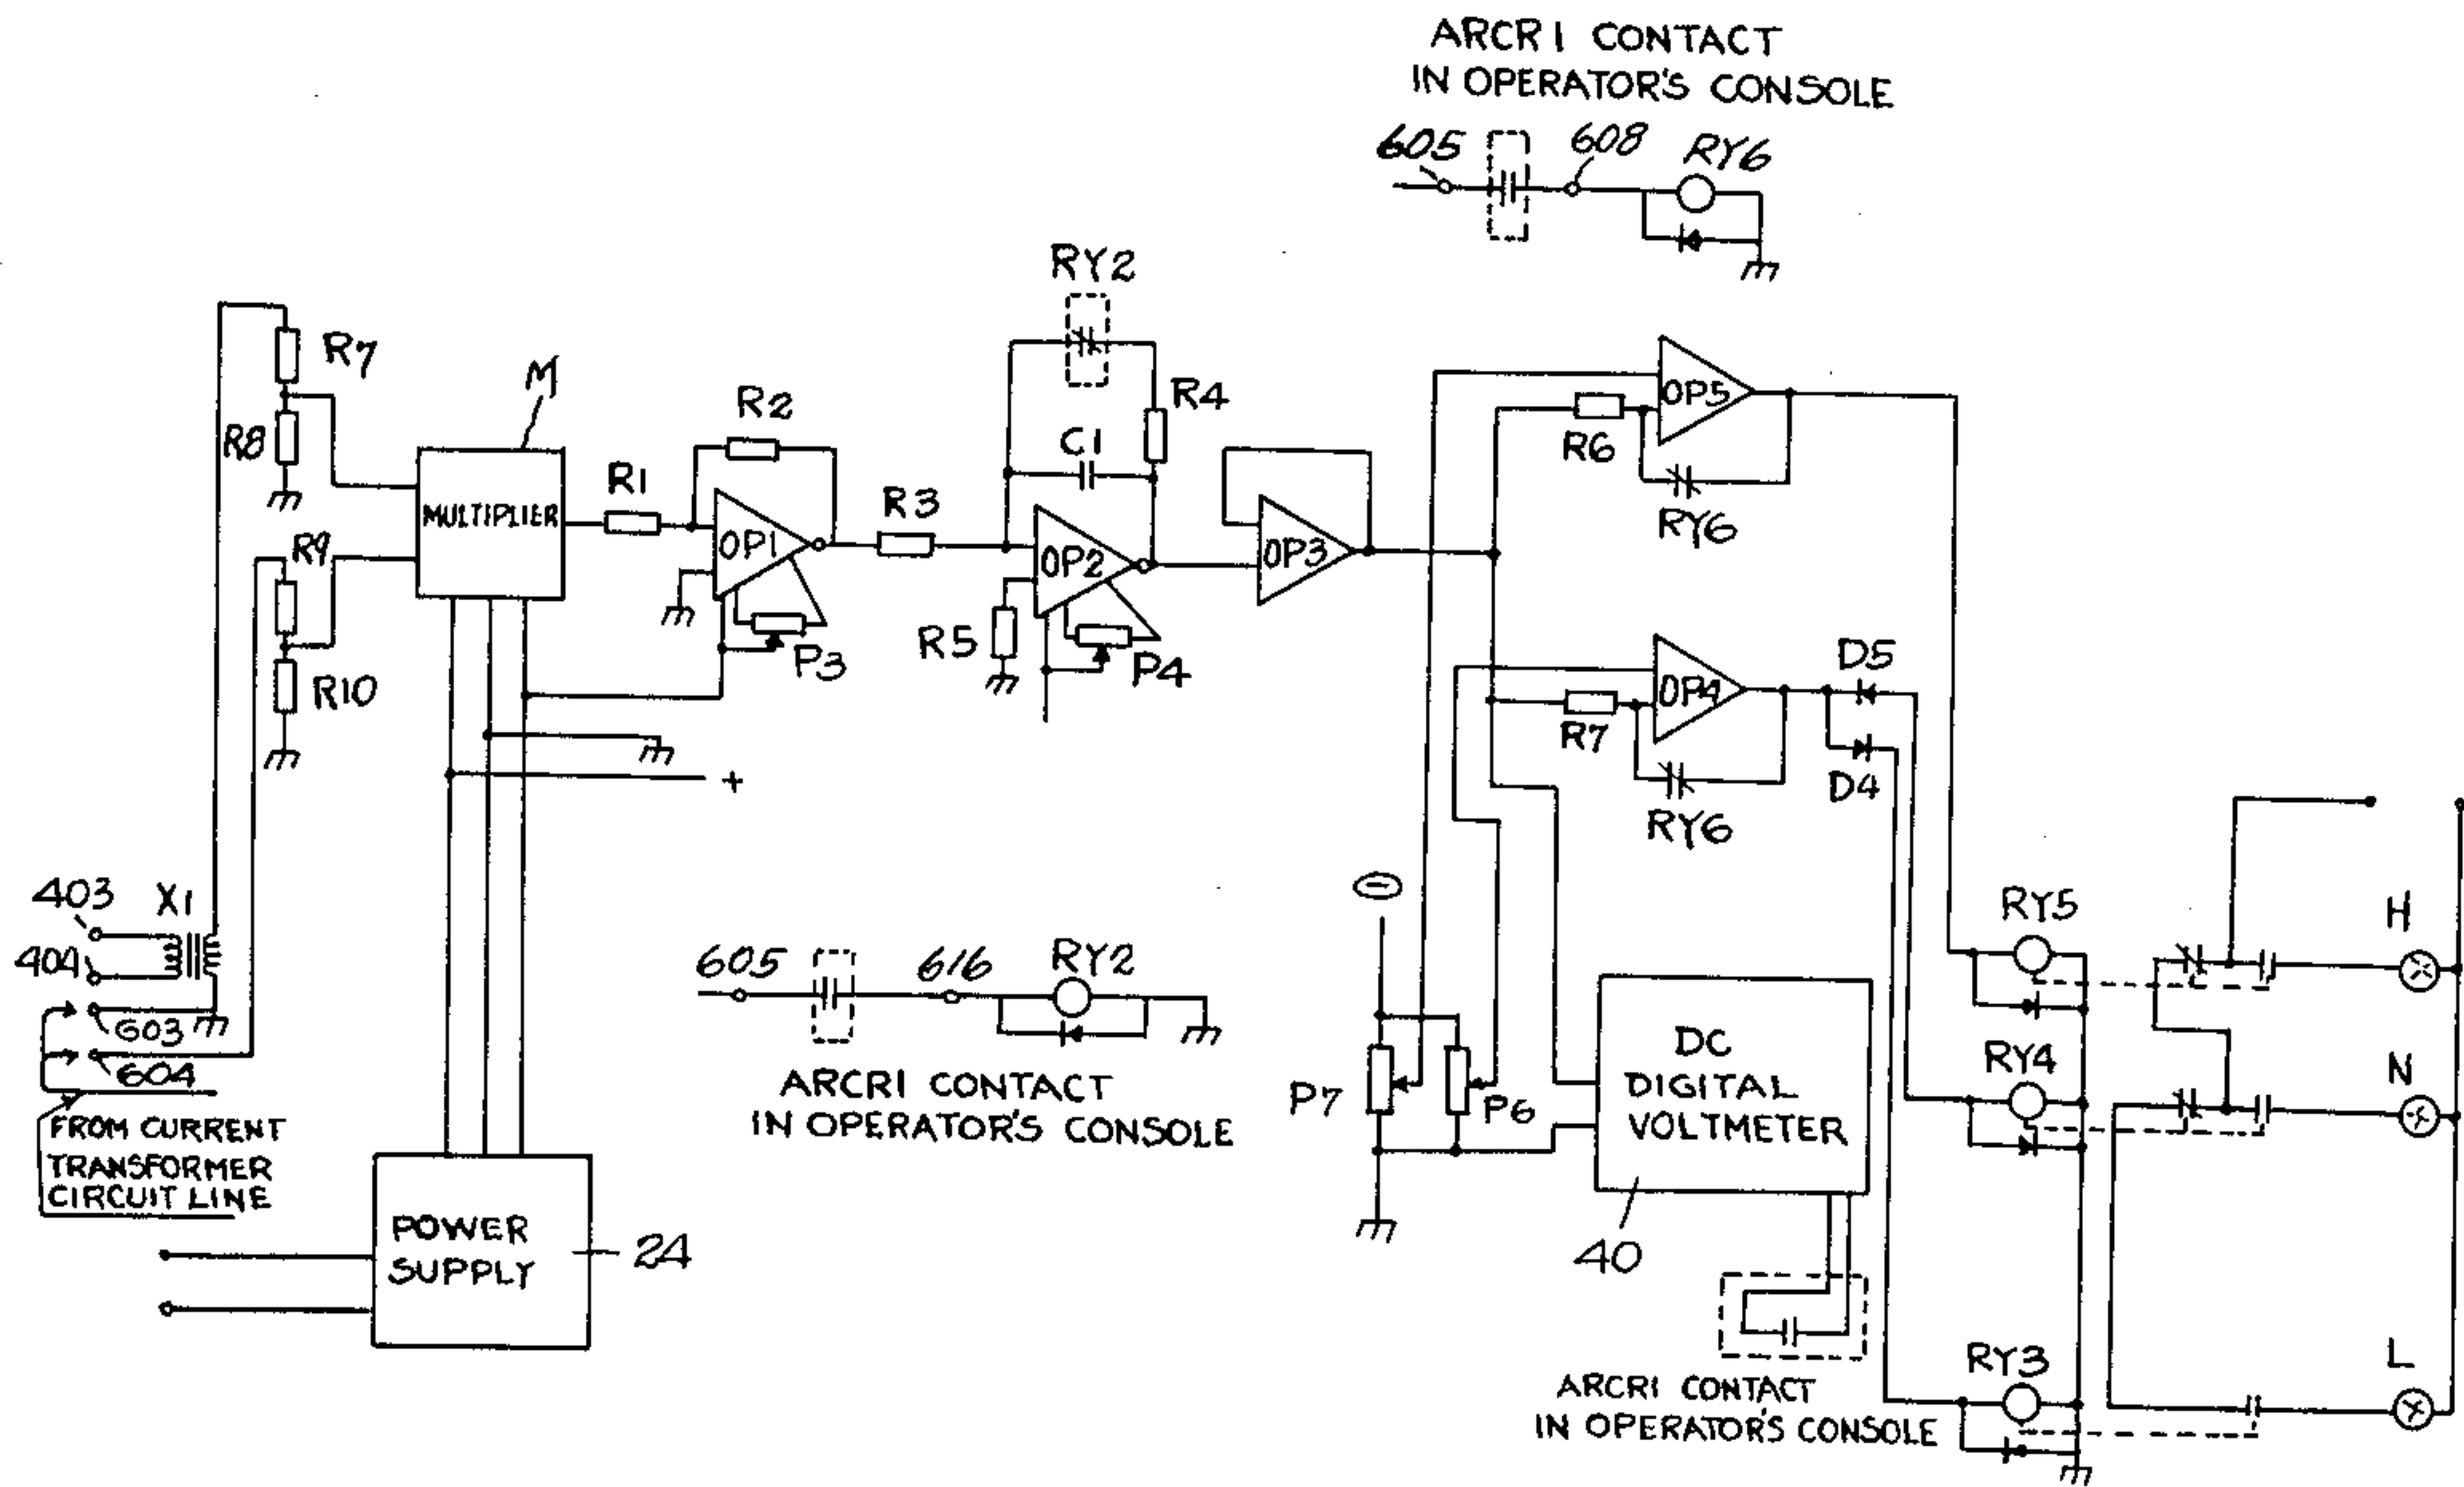 ARCR1 CONTACT
IN OPERATOR'S CONSOLE
605
608
RY6
RY2
R7
M
R8
R2
R4
C1
OP5
R6
RY6
MULTIPLIER
R1
R3
OP1
OP2
OP3
R9
R10
P3
R5
P4
R7
OP4
D5
D4
RY6
+
403
X1
404
603
604
FROM CURRENT
TRANSFORMER
CIRCUIT LINE
605
616
RY2
ARCR1 CONTACT
IN OPERATOR'S CONSOLE
POWER
SUPPLY
24
−
P7
P6
DC
DIGITAL
VOLTMETER
40
RY5
H
RY4
N
RY3
L
ARCR1 CONTACT
IN OPERATOR'S CONSOLE